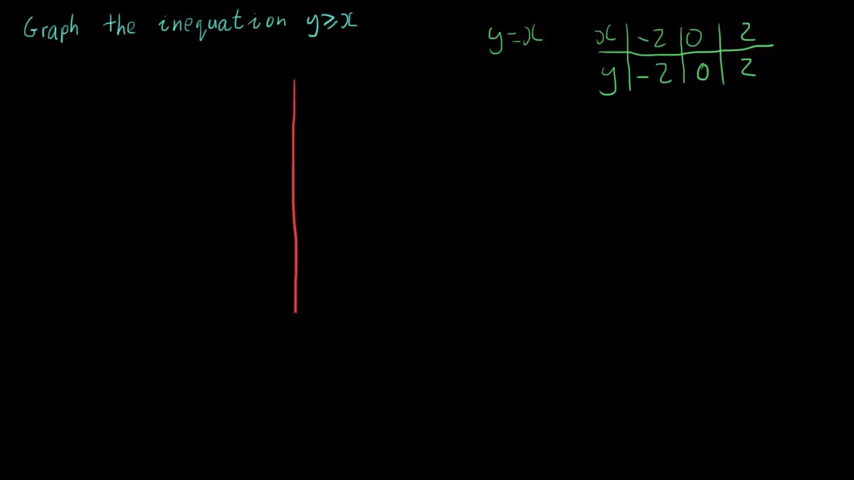 Graph the inequation y⩾x
y=x
x | -2 | 0 | 2
y | -2 | 0 | 2